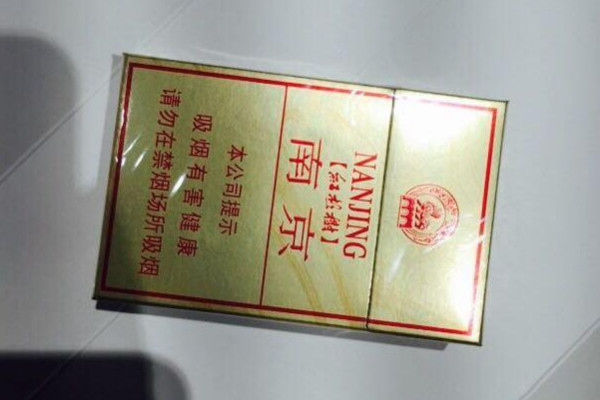 NANJING
【红杉树】
南京
本公司提示
吸烟有害健康
请勿在禁烟场所吸烟